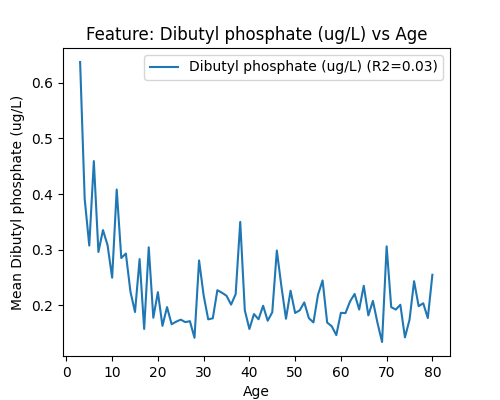 Feature: Dibutyl phosphate (ug/L) vs Age
Dibutyl phosphate (ug/L) (R2=0.03)
Mean Dibutyl phosphate (ug/L)
0.6
0.5
0.4
0.3
0.2
0 10 20 30 40 50 60 70 80
Age